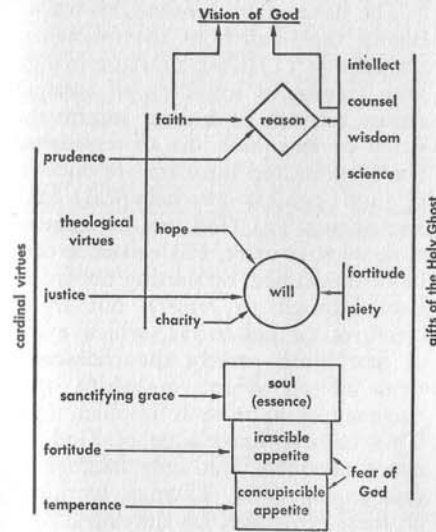 Vision of God
intellect
counsel
wisdom
science
faith
reason
prudence
theological
virtues
hope
justice
charity
will
fortitude
piety
cardinal virtues
gifts of the Holy Ghost
sanctifying grace
soul
(essence)
fortitude
irascible
appetite
fear of
God
temperance
concupiscible
appetite